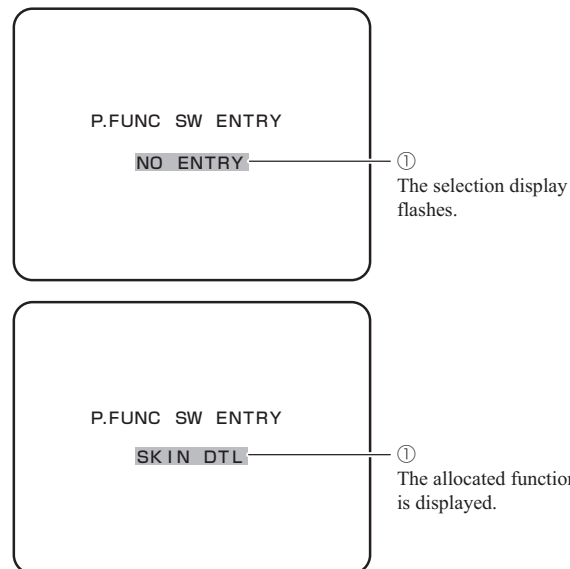 P.FUNC SW ENTRY
NO ENTRY
①
The selection display
flashes.
P.FUNC SW ENTRY
SKIN DTL
①
The allocated function
is displayed.